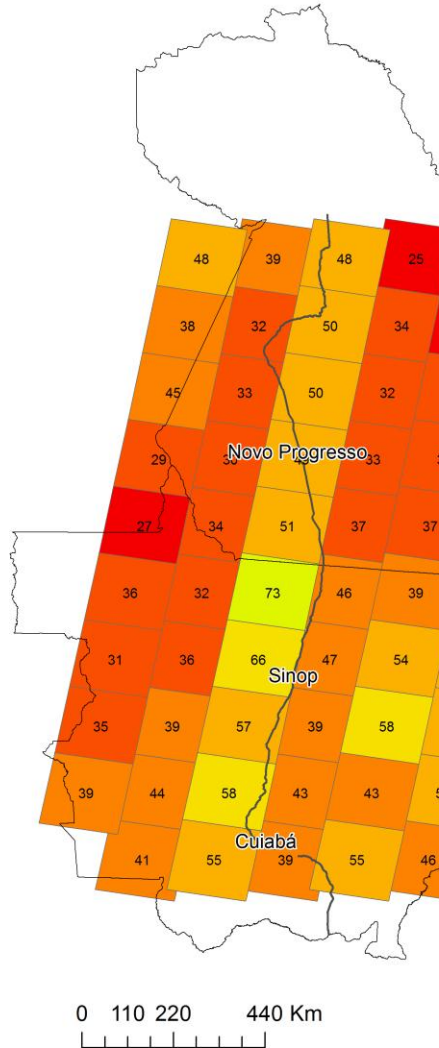 48 39 48 25
38 32 50 34
45 33 50 32
Novo Progresso
29 33
27 34 51 37 37
36 32 73 46 39
31 36 66 47 54
Sinop
35 39 57 39 58
39 44 58 43 43
Cuiabá
41 55 39 55 46
0 110 220 440 Km